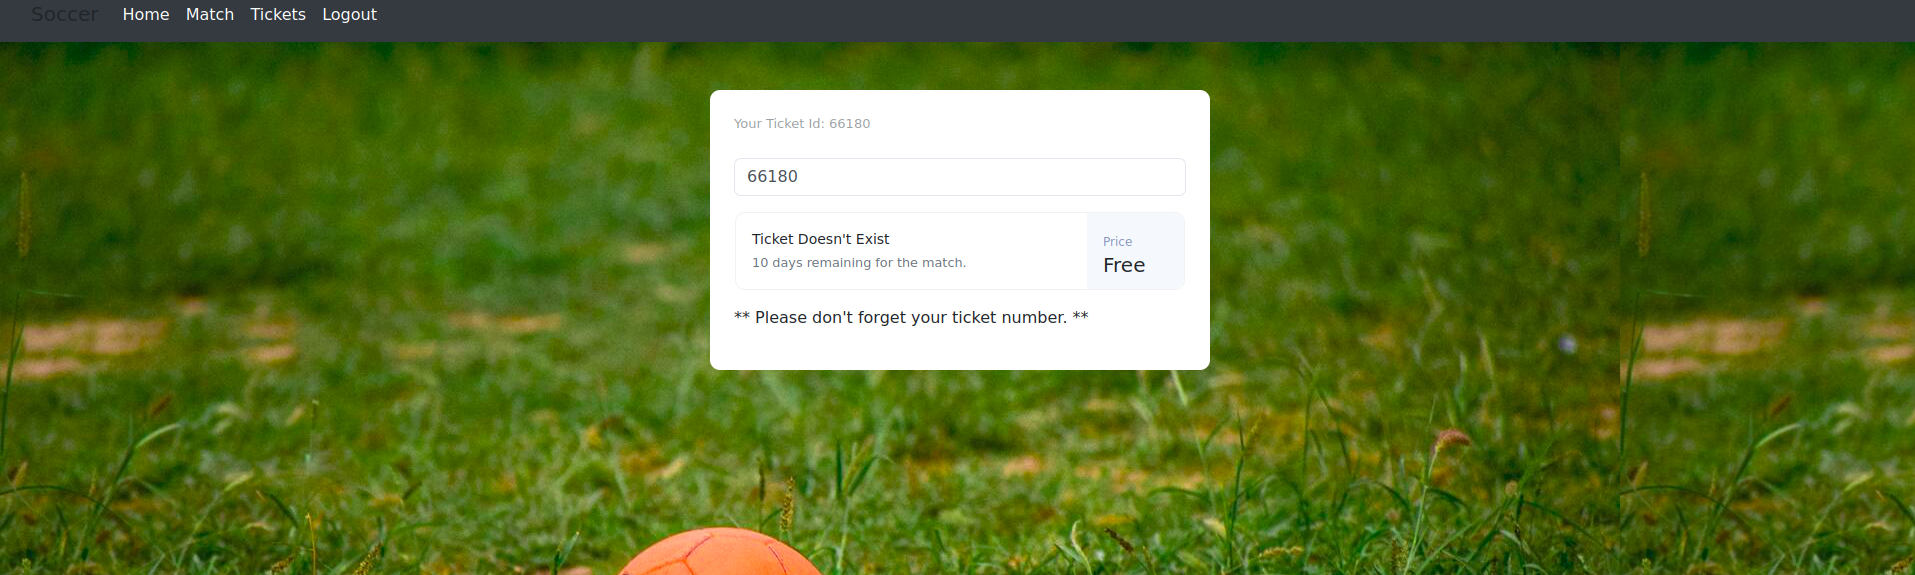 Soccer Home Match Tickets Logout
Your Ticket Id: 66180
66180
Ticket Doesn't Exist
10 days remaining for the match.
Price
Free
** Please don't forget your ticket number. **